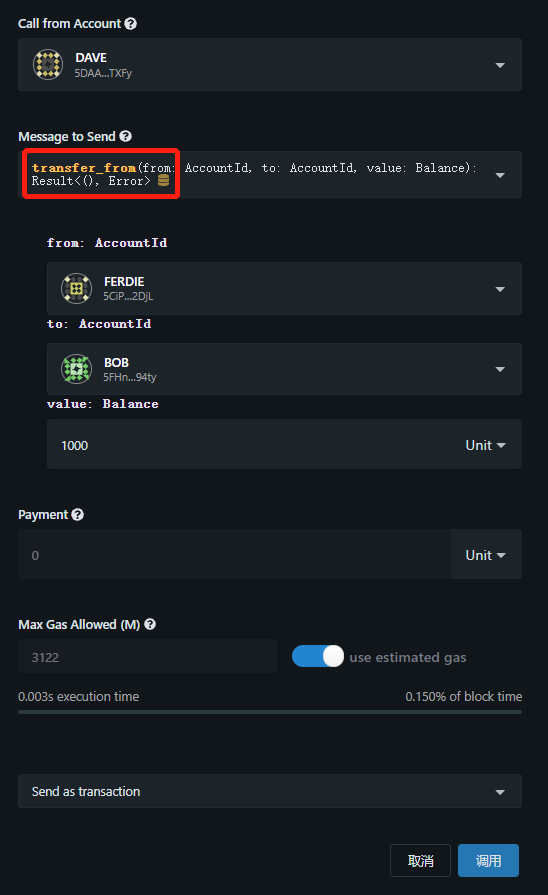 Call from Account ?
DAVE
5DAA...TXFy
Message to Send ?
transfer_from(from: AccountId, to: AccountId, value: Balance):
Result<(), Error>
from: AccountId
FERDIE
5CiP...2DjL
to: AccountId
BOB
5FHn...94ty
value: Balance
1000 Unit
Payment ?
0 Unit
Max Gas Allowed (M) ?
3122 use estimated gas
0.003s execution time 0.150% of block time
Send as transaction
取消 调用